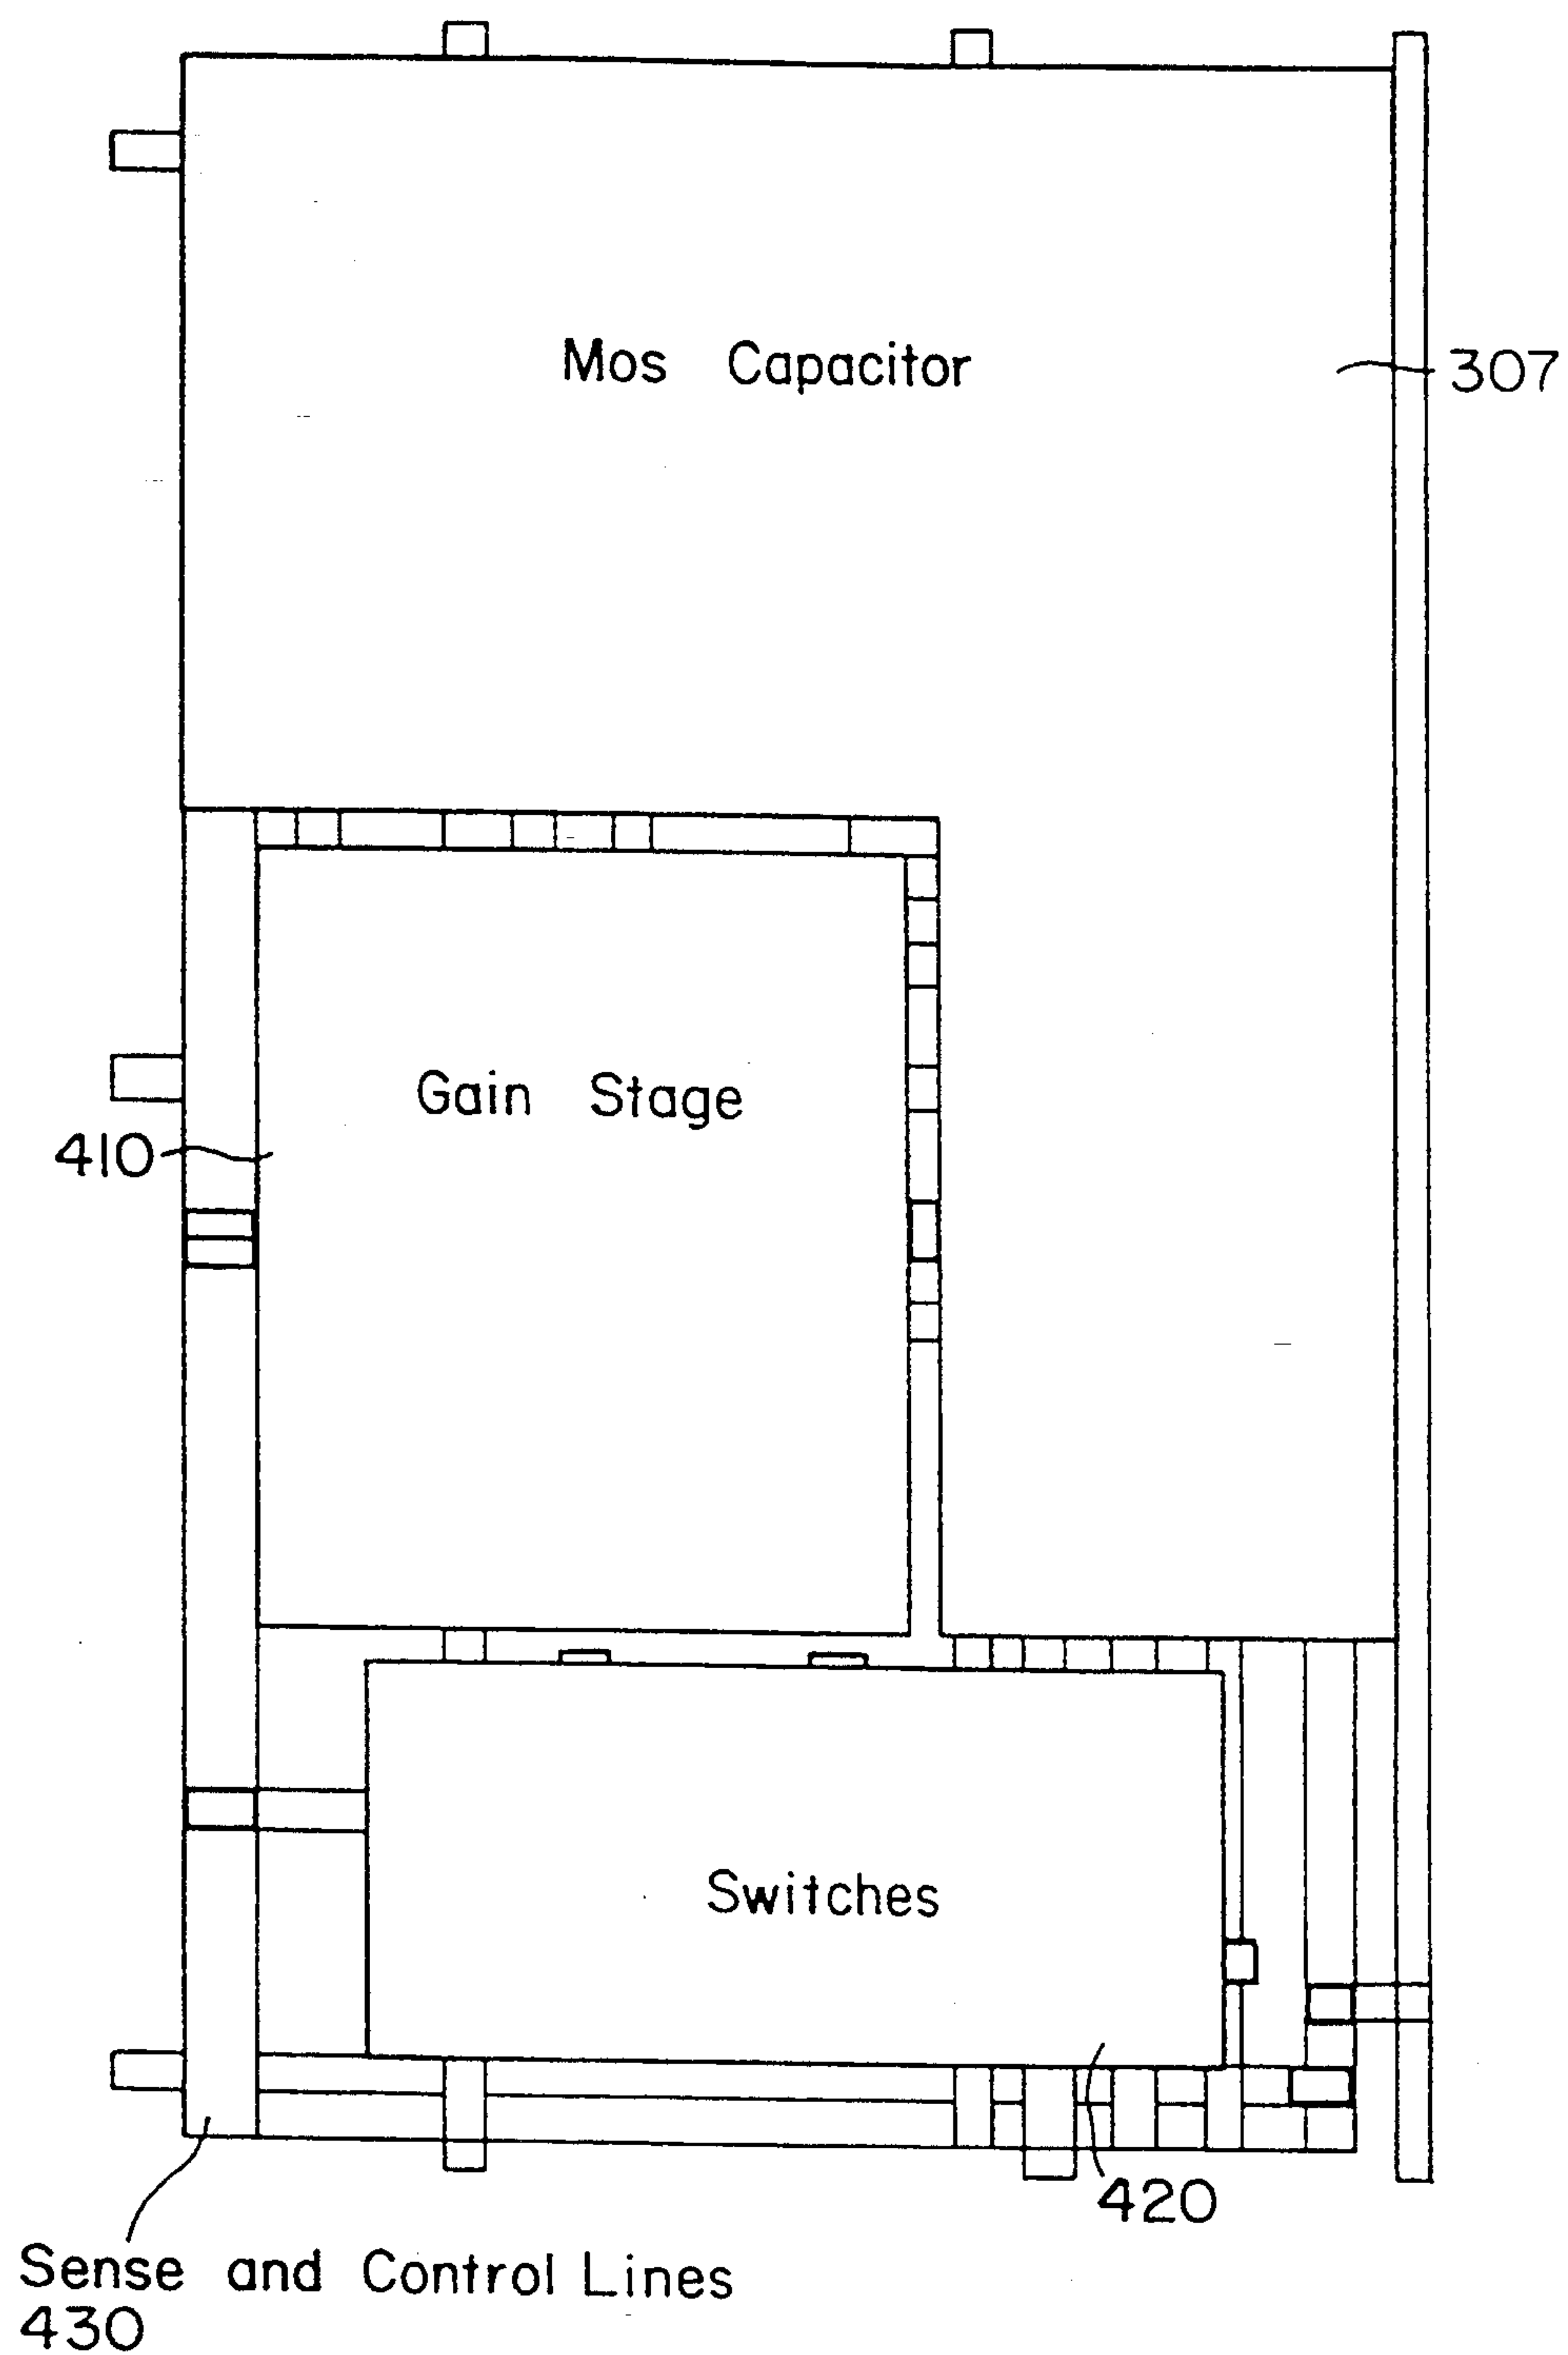 Mos Capacitor
307
Gain Stage
410
Switches
420
Sense and Control Lines
430